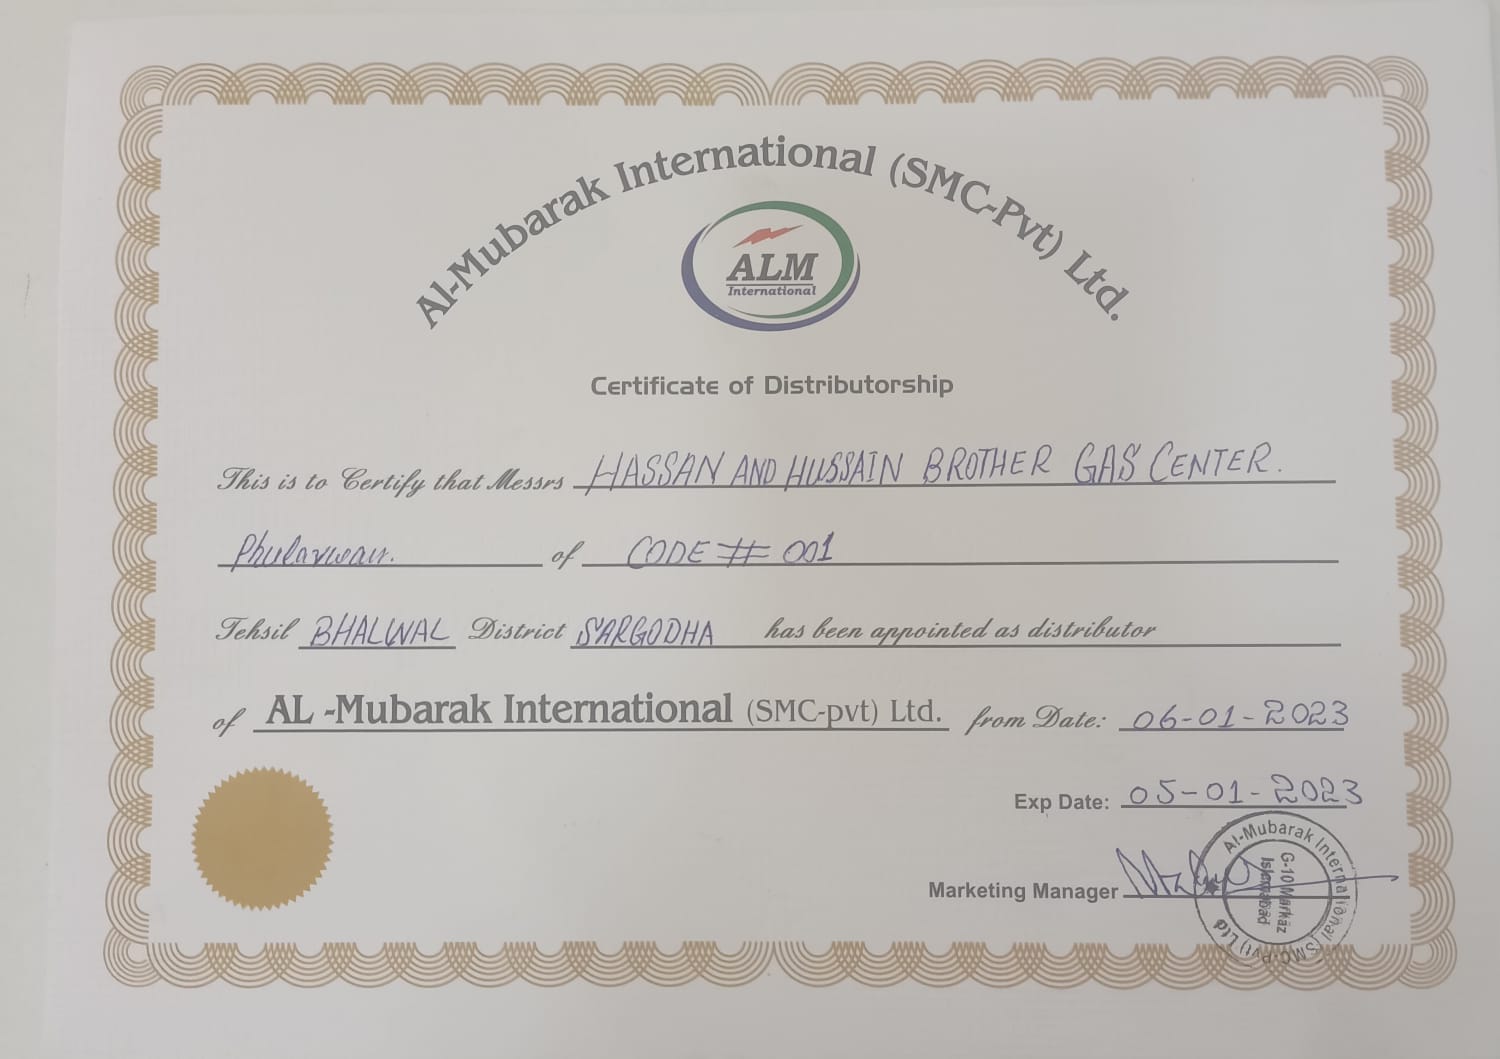 Al-Mubarak International (SMC-Pvt) Ltd.
ALM
International
Certificate of Distributorship
This is to Certify that Messrs HASSAN AND HUSSAIN BROTHER GAS CENTER.
Phularwan. of CODE # 001
Tehsil BHALWAL District SARGODHA has been appointed as distributor
of AL -Mubarak International (SMC-pvt) Ltd. from Date: 06-01-2023
Exp Date: 05-01-2023
Marketing Manager
Al-Mubarak International (SMC-Pvt) Ltd
G-10 Markaz
Islamabad